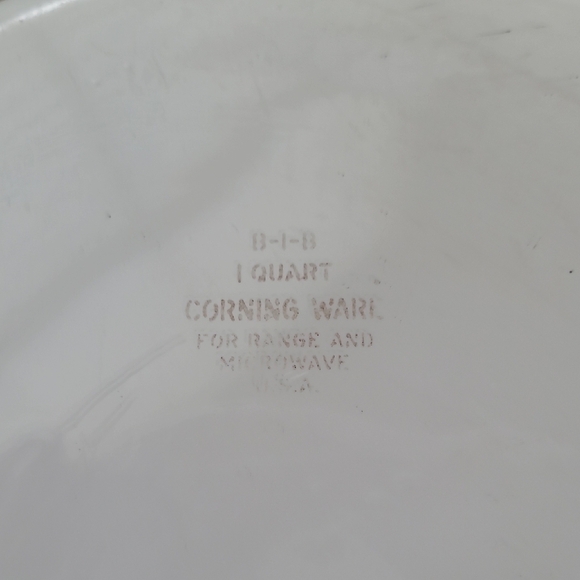 B-1-B
1 QUART
CORNING WARE
FOR RANGE AND
MICROWAVE
U.S.A.